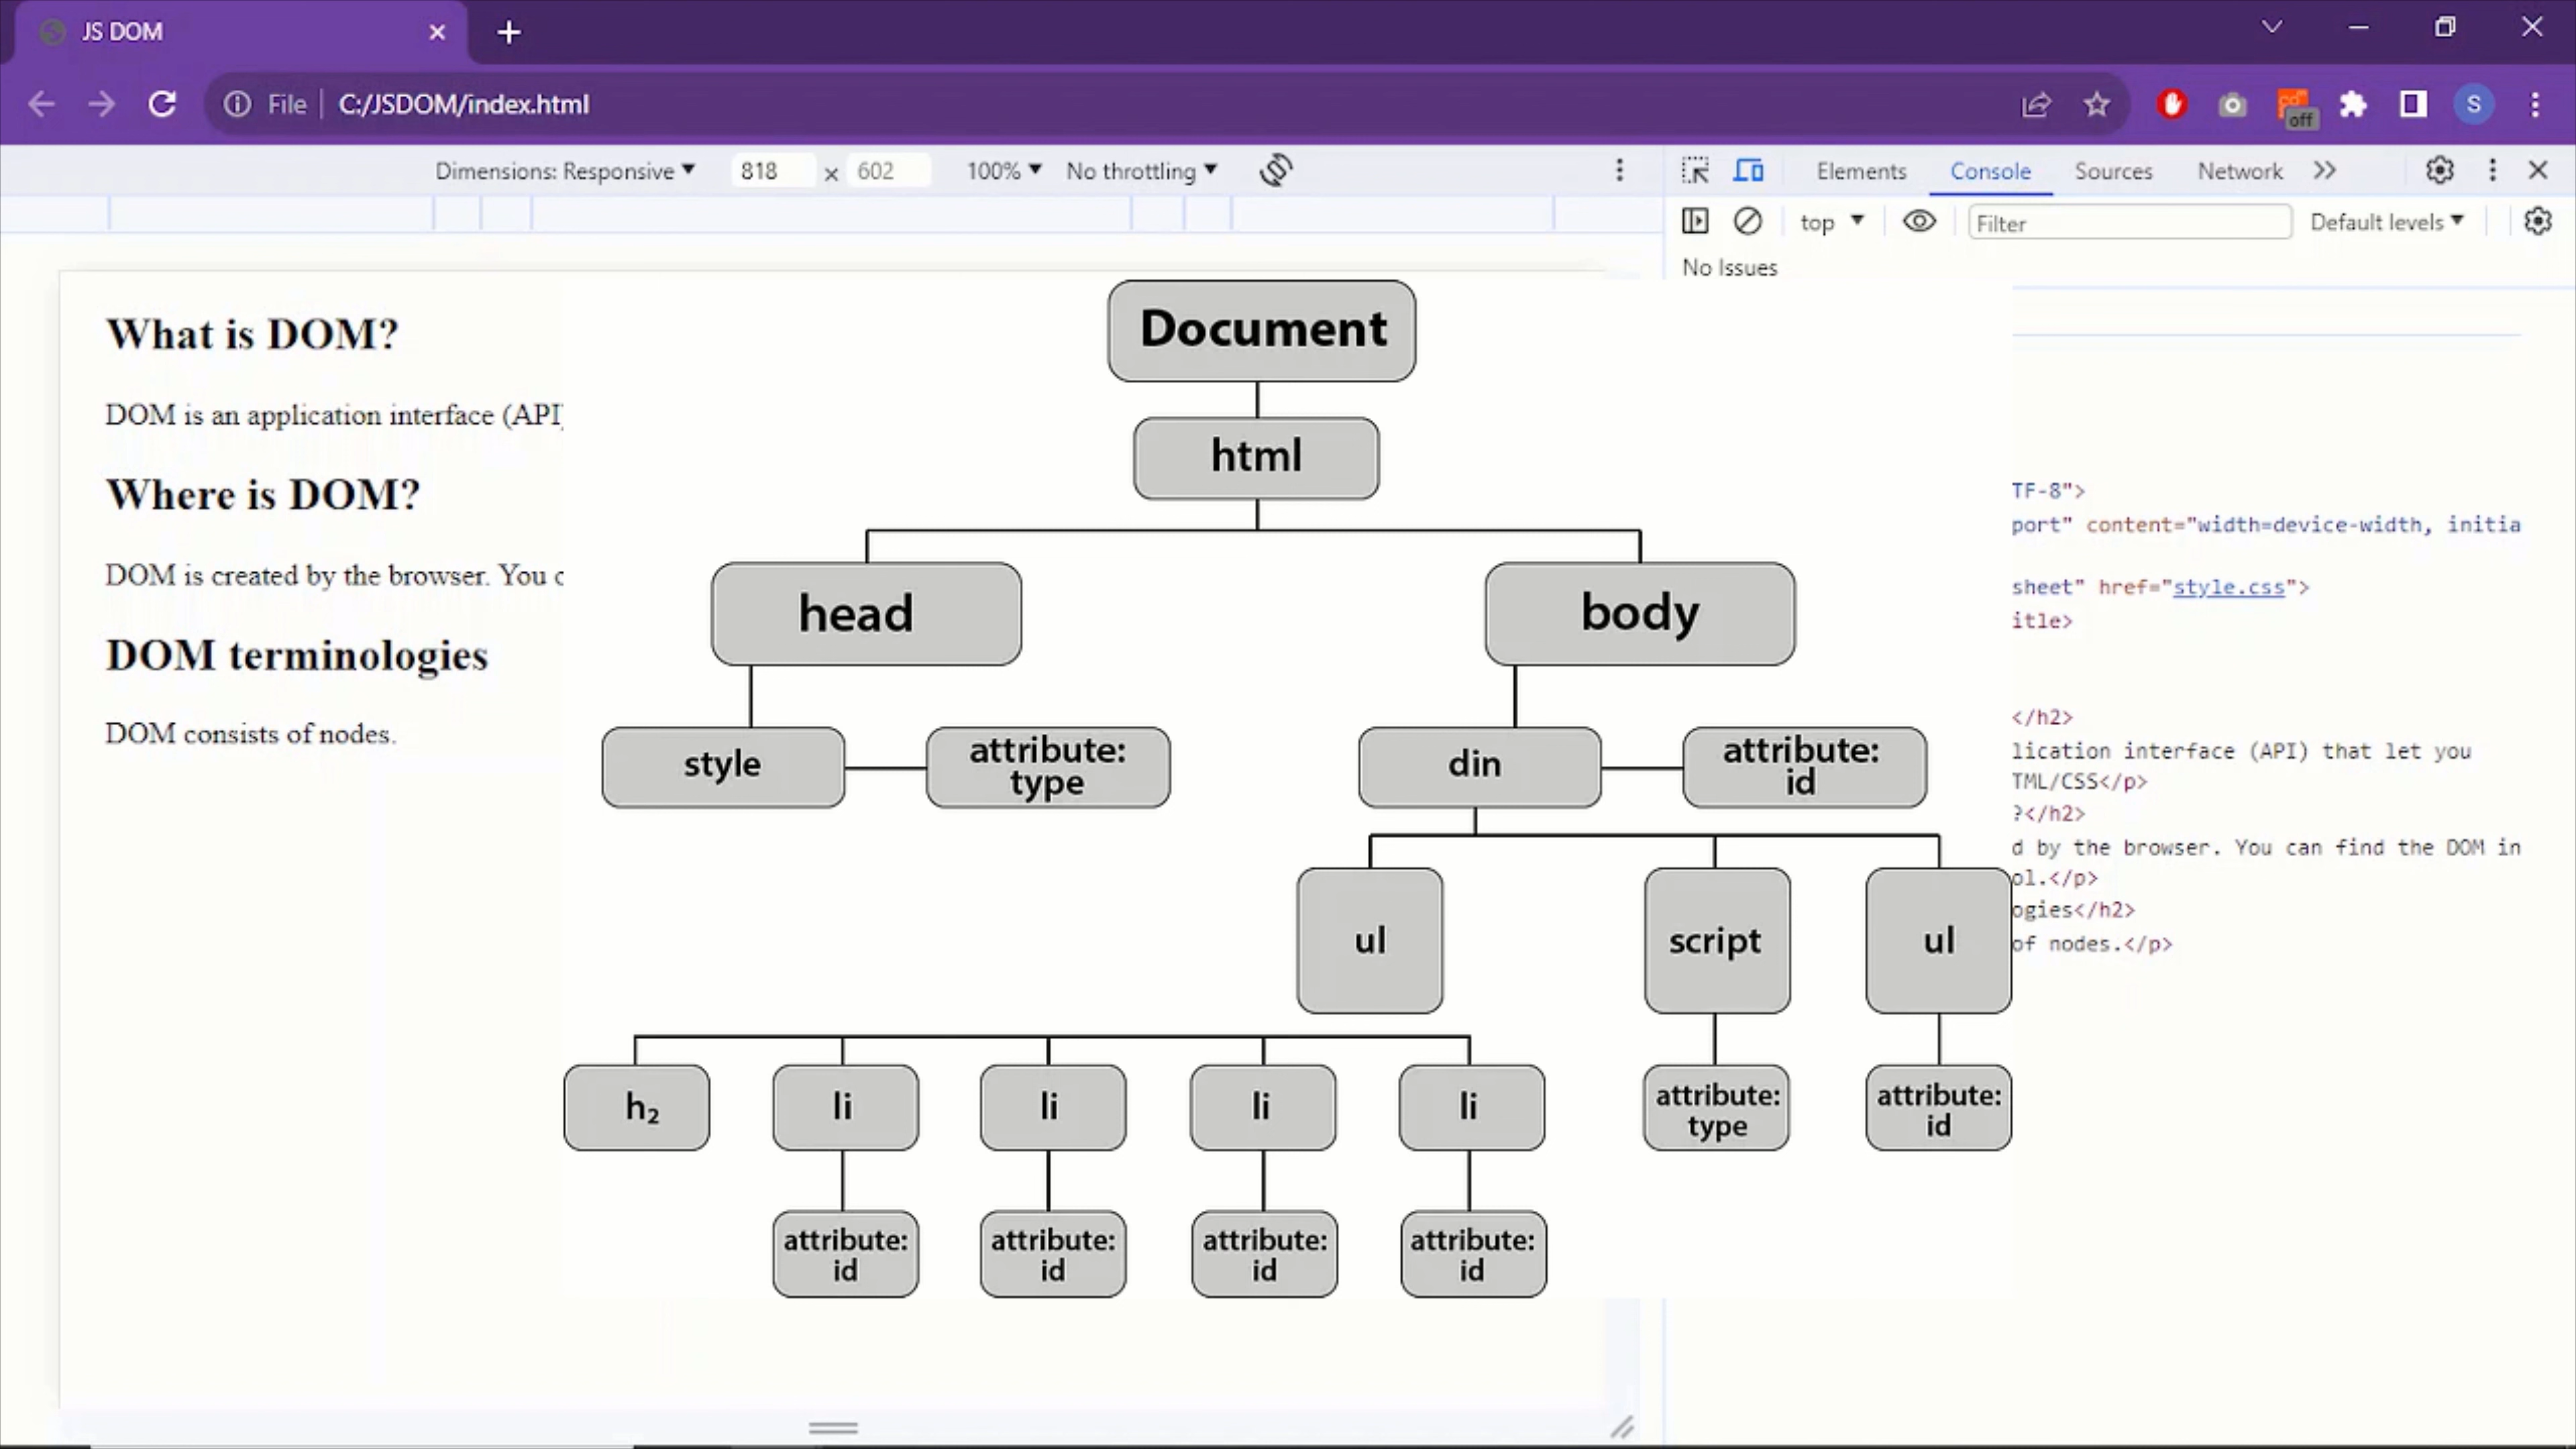 JS DOM
File C:/JSDOM/index.html
off
S
Dimensions: Responsive 818 x 602 100% No throttling
Elements Console Sources Network
top Filter Default levels
No Issues
What is DOM?
DOM is an application interface (API)
Where is DOM?
DOM is created by the browser. You
DOM terminologies
DOM consists of nodes.
Document
html
head body
style attribute: type din attribute: id
ul script ul
h₂ li li li li attribute: type attribute: id
attribute: id attribute: id attribute: id attribute: id
TF-8">
port" content="width=device-width, initia
sheet" href="style.css">
itle>
</h2>
lication interface (API) that let you
TML/CSS</p>
?</h2>
d by the browser. You can find the DOM in
ol.</p>
ogies</h2>
of nodes.</p>